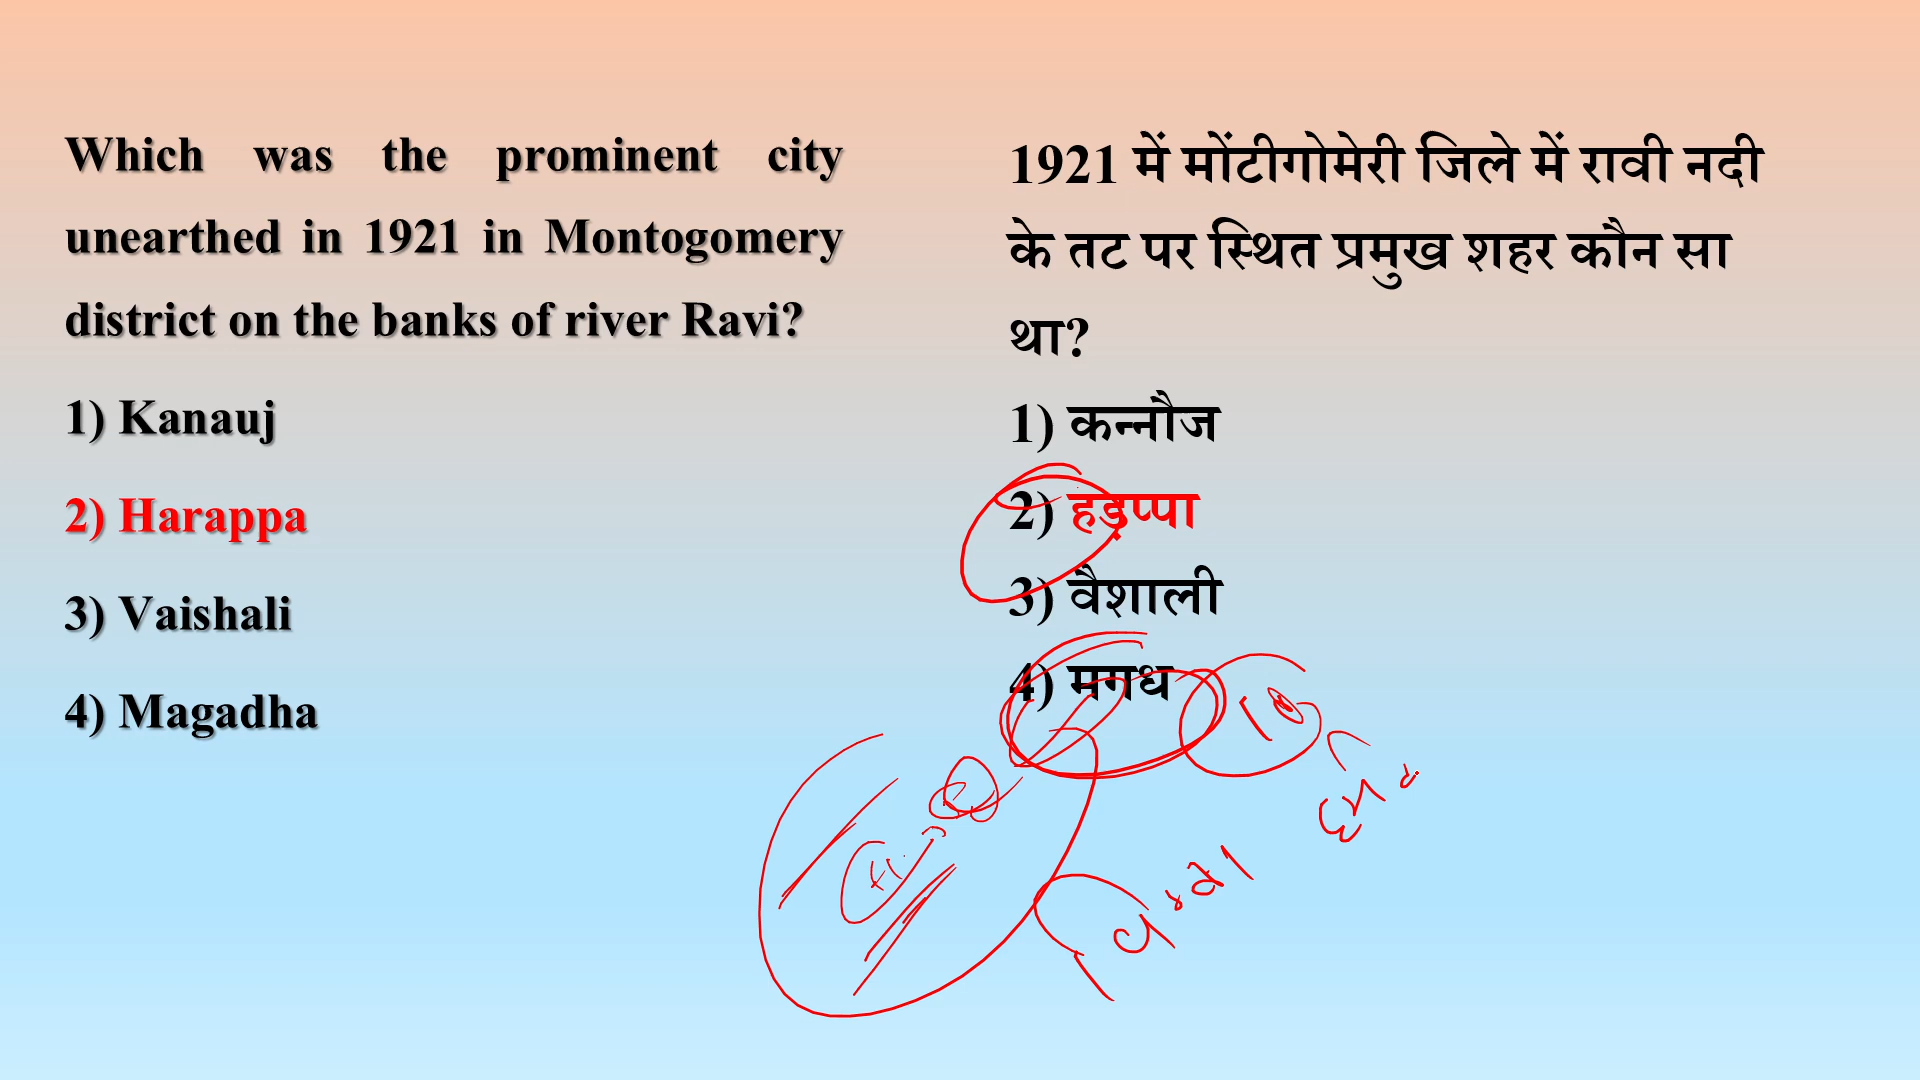 Which was the prominent city
unearthed in 1921 in Montogomery
district on the banks of river Ravi?
1) Kanauj
2) Harappa
3) Vaishali
4) Magadha
1921 में मोंटीगोमेरी जिले में रावी नदी
के तट पर स्थित प्रमुख शहर कौन सा
था?
1) कन्नौज
2) हड़प्पा
3) वैशाली
4) मगध